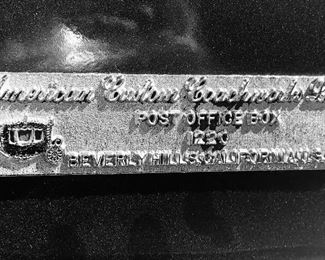 American Custom Coachworks
POST OFFICE BOX
BEVERLY HILLS, CALIFORNIA U.S.